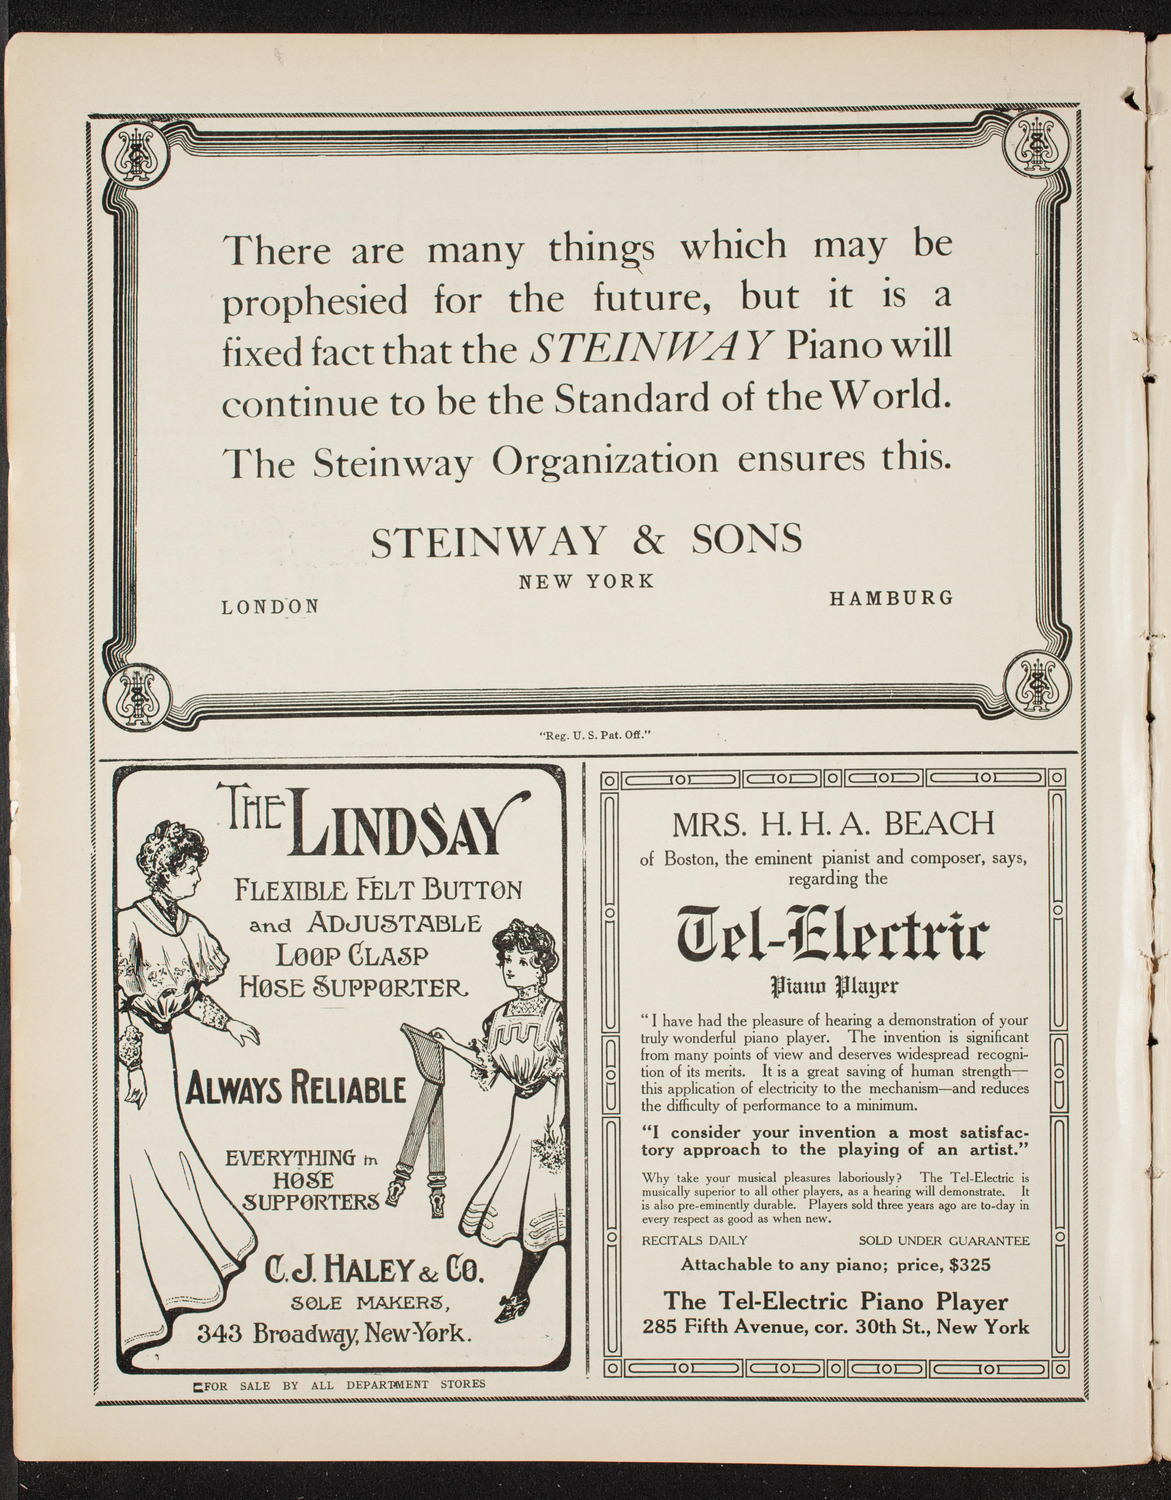 There are many things which may be
prophesied for the future, but it is a
fixed fact that the STEINWAY Piano will
continue to be the Standard of the World.
The Steinway Organization ensures this.
STEINWAY & SONS
NEW YORK
LONDON
HAMBURG
"Reg. U. S. Pat. Off."
THE LINDSAY
FLEXIBLE FELT BUTTON
and ADJUSTABLE
LOOP CLASP
HOSE SUPPORTER
ALWAYS RELIABLE
EVERYTHING in
HOSE
SUPPORTERS
C. J. HALEY & CO.
SOLE MAKERS,
343 Broadway, New-York.
FOR SALE BY ALL DEPARTMENT STORES
MRS. H. H. A. BEACH
of Boston, the eminent pianist and composer, says,
regarding the
Tel-Electric
Piano Player
"I have had the pleasure of hearing a demonstration of your
truly wonderful piano player. The invention is significant
from many points of view and deserves widespread recogni-
tion of its merits. It is a great saving of human strength—
this application of electricity to the mechanism—and reduces
the difficulty of performance to a minimum.
"I consider your invention a most satisfac-
tory approach to the playing of an artist."
Why take your musical pleasures laboriously? The Tel-Electric is
musically superior to all other players, as a hearing will demonstrate. It
is also pre-eminently durable. Players sold three years ago are to-day in
every respect as good as when new.
RECITALS DAILY SOLD UNDER GUARANTEE
Attachable to any piano; price, $325
The Tel-Electric Piano Player
285 Fifth Avenue, cor. 30th St., New York